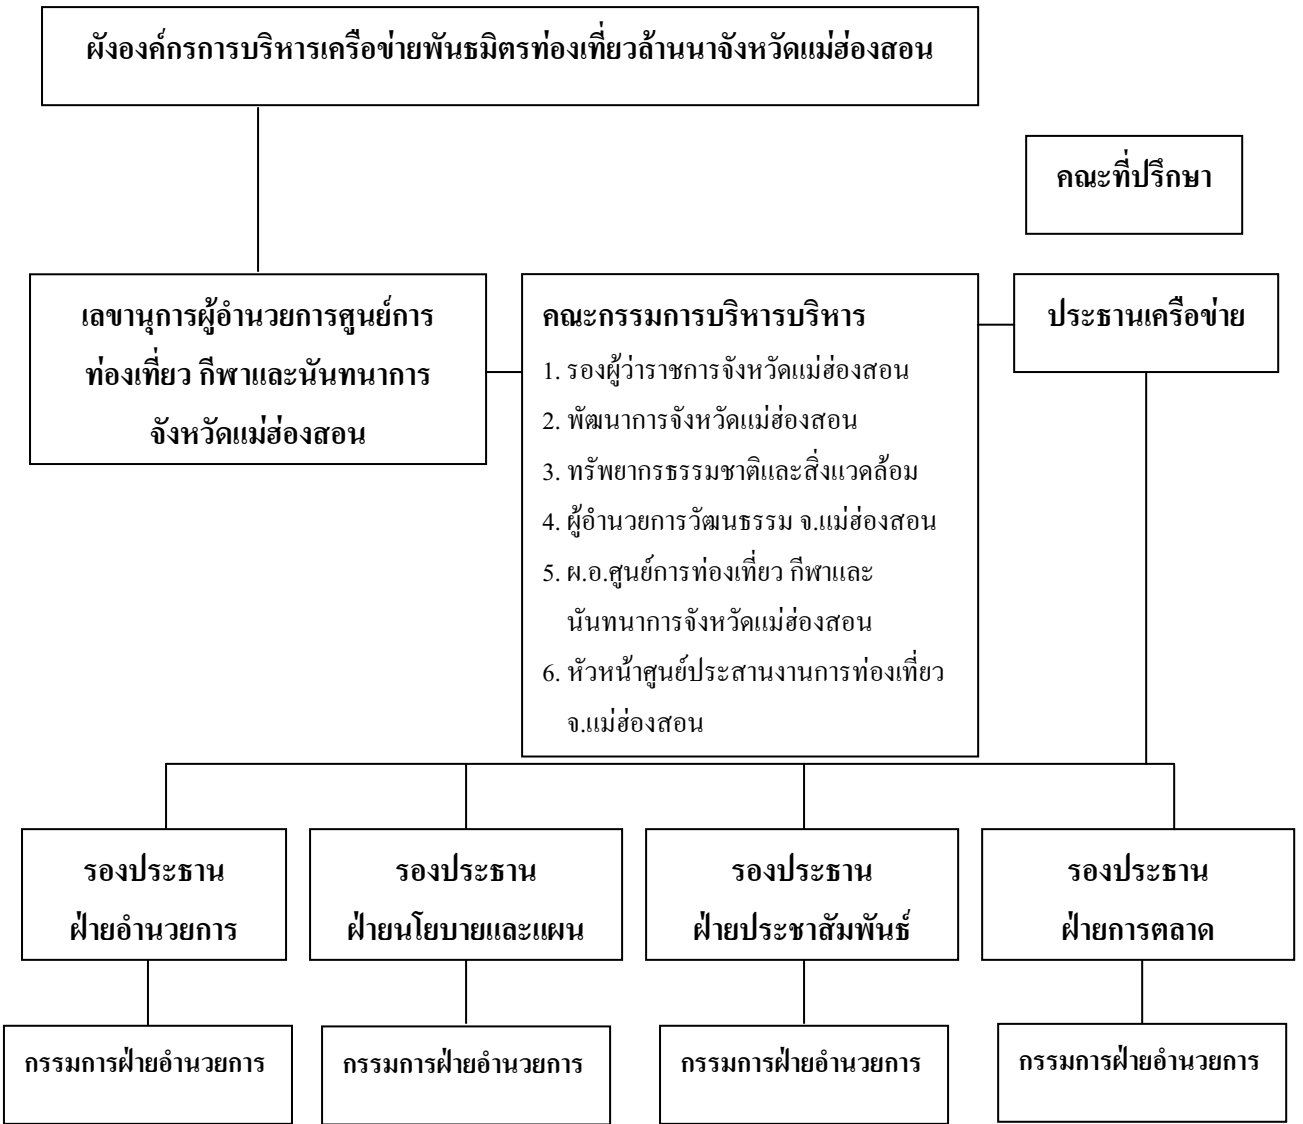 ผังองค์กรการบริหารเครือข่ายพันธมิตรท่องเที่ยวล้านนาจังหวัดแม่ฮ่องสอน
คณะที่ปรึกษา
เลขานุการผู้อำนวยการศูนย์การ
ท่องเที่ยว กีฬาและนันทนาการ
จังหวัดแม่ฮ่องสอน
คณะกรรมการบริหารบริหาร
1. รองผู้ว่าราชการจังหวัดแม่ฮ่องสอน
2. พัฒนาการจังหวัดแม่ฮ่องสอน
3. ทรัพยากรธรรมชาติและสิ่งแวดล้อม
4. ผู้อำนวยการวัฒนธรรม จ.แม่ฮ่องสอน
5. ผ.อ.ศูนย์การท่องเที่ยว กีฬาและ
นันทนาการจังหวัดแม่ฮ่องสอน
6. หัวหน้าศูนย์ประสานงานการท่องเที่ยว
จ.แม่ฮ่องสอน
ประธานเครือข่าย
รองประธาน
ฝ่ายอำนวยการ
รองประธาน
ฝ่ายนโยบายและแผน
รองประธาน
ฝ่ายประชาสัมพันธ์
รองประธาน
ฝ่ายการตลาด
กรรมการฝ่ายอำนวยการ
กรรมการฝ่ายอำนวยการ
กรรมการฝ่ายอำนวยการ
กรรมการฝ่ายอำนวยการ